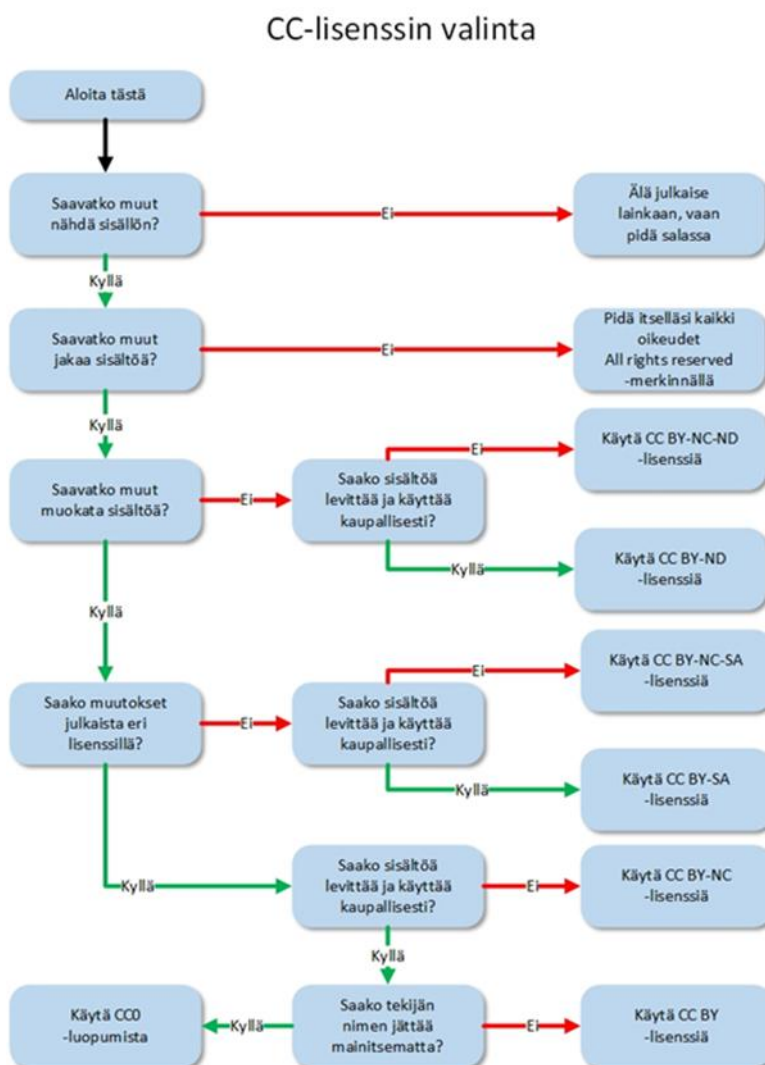 CC-lisenssin valinta
Aloita tästä
Saavatko muut
nähdä sisällön?
Ei
Älä julkaise
lainkaan, vaan
pidä salassa
Kyllä
Saavatko muut
jakaa sisältöä?
Ei
Pidä itselläsi kaikki
oikeudet
All rights reserved
-merkinnällä
Kyllä
Saavatko muut
muokata sisältöä?
Ei
Saako sisältöä
levittää ja käyttää
kaupallisesti?
Ei
Käytä CC BY-NC-ND
-lisenssiä
Kyllä
Käytä CC BY-ND
-lisenssiä
Kyllä
Saako muutokset
julkaista eri
lisenssillä?
Ei
Saako sisältöä
levittää ja käyttää
kaupallisesti?
Ei
Käytä CC BY-NC-SA
-lisenssiä
Kyllä
Käytä CC BY-SA
-lisenssiä
Kyllä
Saako sisältöä
levittää ja käyttää
kaupallisesti?
Ei
Käytä CC BY-NC
-lisenssiä
Kyllä
Saako tekijän
nimen jättää
mainitsematta?
Kyllä
Käytä CC0
-luopumista
Ei
Käytä CC BY
-lisenssiä